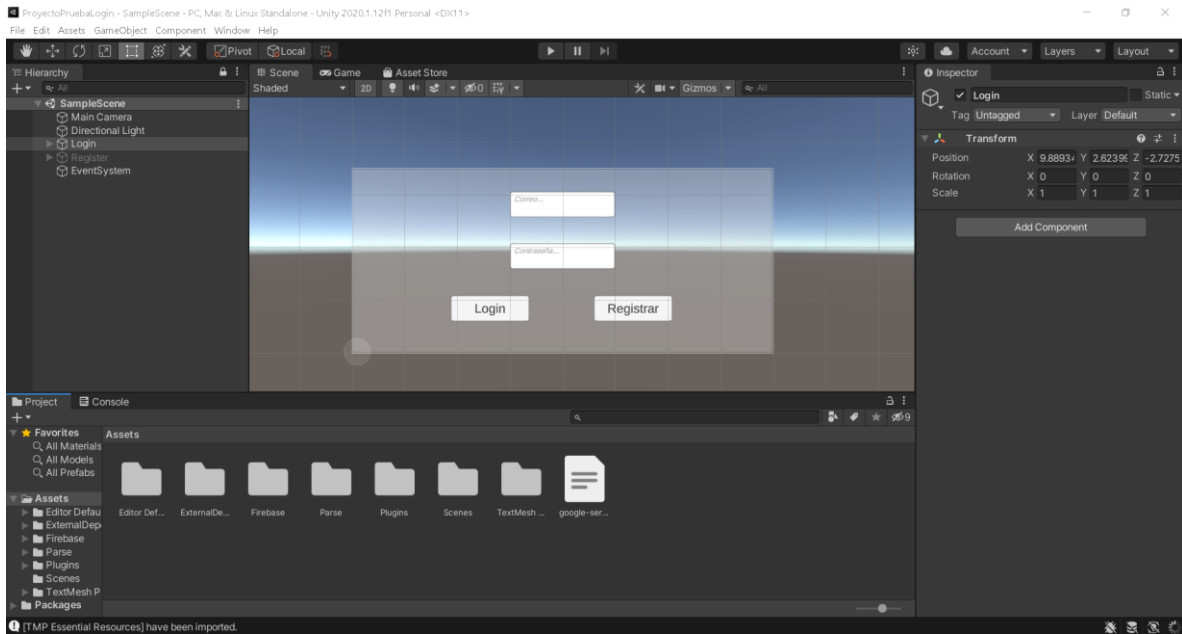 ProyectoPruebaLogin - SampleScene - PC, Mac & Linux Standalone - Unity 2020.1.12f1 Personal <DX11>
File Edit Assets GameObject Component Window Help
Pivot Local Account Layers Layout
Hierarchy
All
SampleScene
Main Camera
Directional Light
Login
Register
EventSystem
Scene Game Asset Store
Shaded 2D 0 Gizmos All
Correo...
Contraseña...
Login Registrar
Inspector
Login Static
Tag Untagged Layer Default
Transform
Position X 9.8893 Y 2.6239 Z -2.7275
Rotation X 0 Y 0 Z 0
Scale X 1 Y 1 Z 1
Add Component
Project Console
9
Favorites
All Materials
All Models
All Prefabs
Assets
Editor Defau
ExternalDep
Firebase
Parse
Plugins
Scenes
TextMesh P
Packages
Assets
Editor Def... ExternalDe... Firebase Parse Plugins Scenes TextMesh ... google-ser...
[TMP Essential Resources] have been imported.